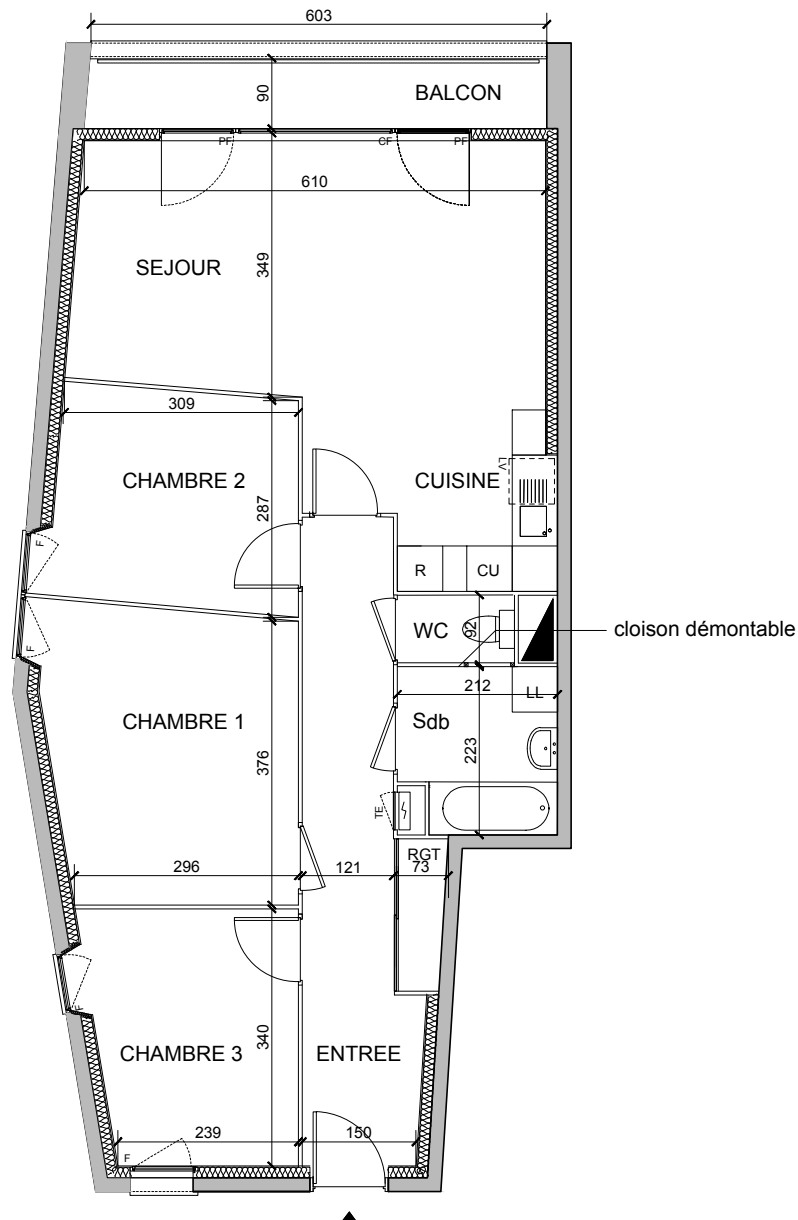 603
90
BALCON
PF
CF
PF
610
SEJOUR
349
309
CHAMBRE 2
287
CUISINE
LV
F
R
CU
WC
92
cloison démontable
F
212
LL
CHAMBRE 1
Sdb
376
223
TE
RGT
296
121
73
F
340
CHAMBRE 3
ENTREE
239
150
F